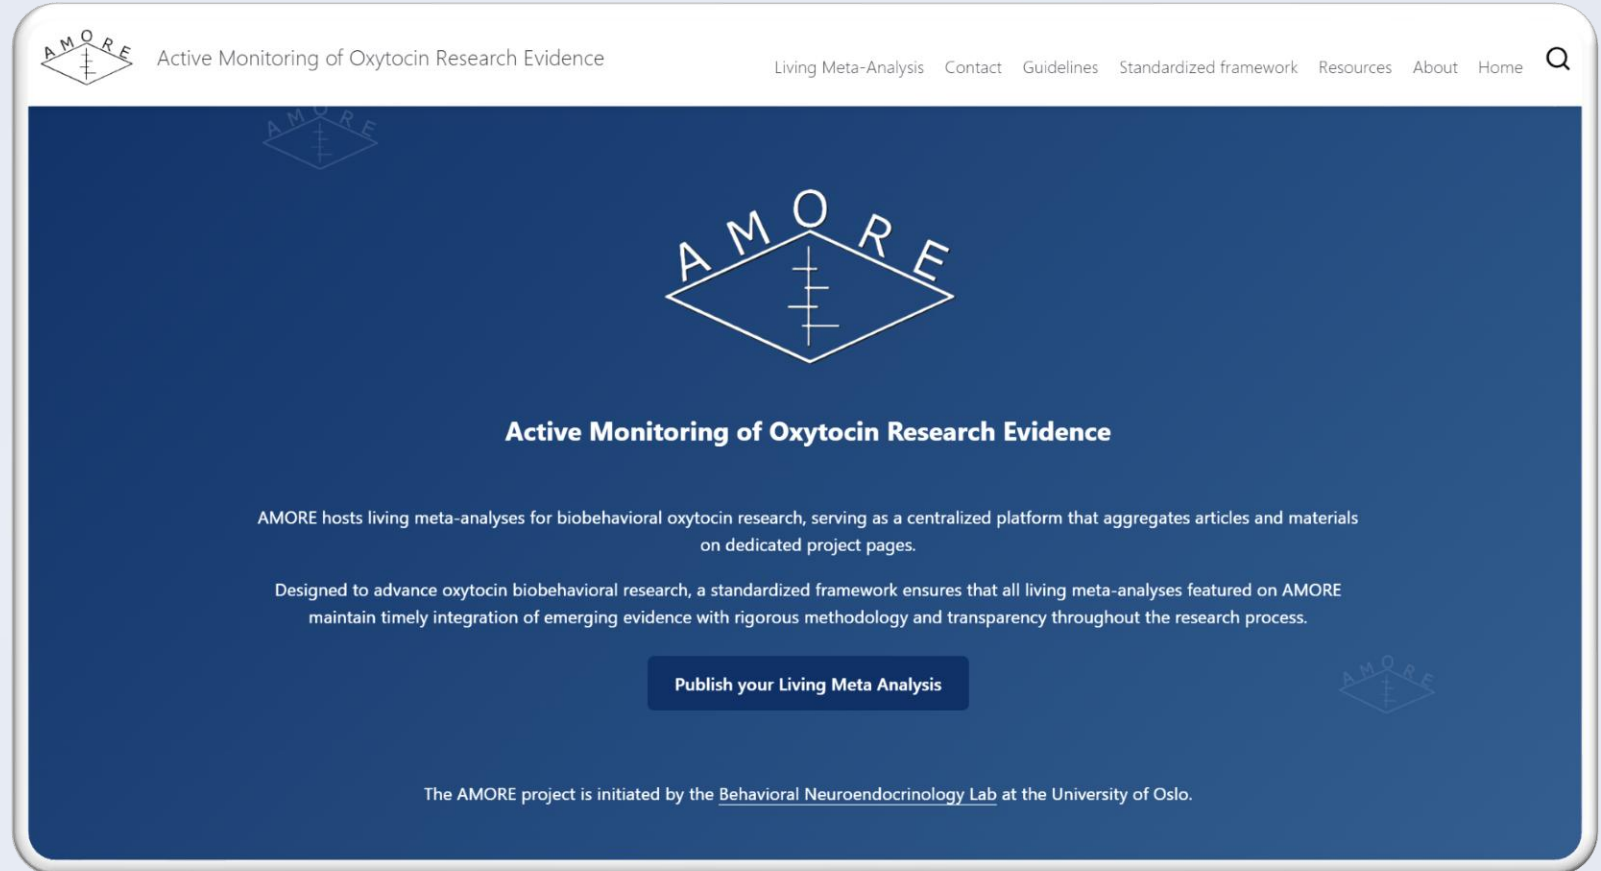 AMORE
Active Monitoring of Oxytocin Research Evidence
Living Meta-Analysis Contact Guidelines Standardized framework Resources About Home
AMORE
AMORE
Active Monitoring of Oxytocin Research Evidence
AMORE hosts living meta-analyses for biobehavioral oxytocin research, serving as a centralized platform that aggregates articles and materials
on dedicated project pages.
Designed to advance oxytocin biobehavioral research, a standardized framework ensures that all living meta-analyses featured on AMORE
maintain timely integration of emerging evidence with rigorous methodology and transparency throughout the research process.
Publish your Living Meta Analysis
AMORE
The AMORE project is initiated by the Behavioral Neuroendocrinology Lab at the University of Oslo.